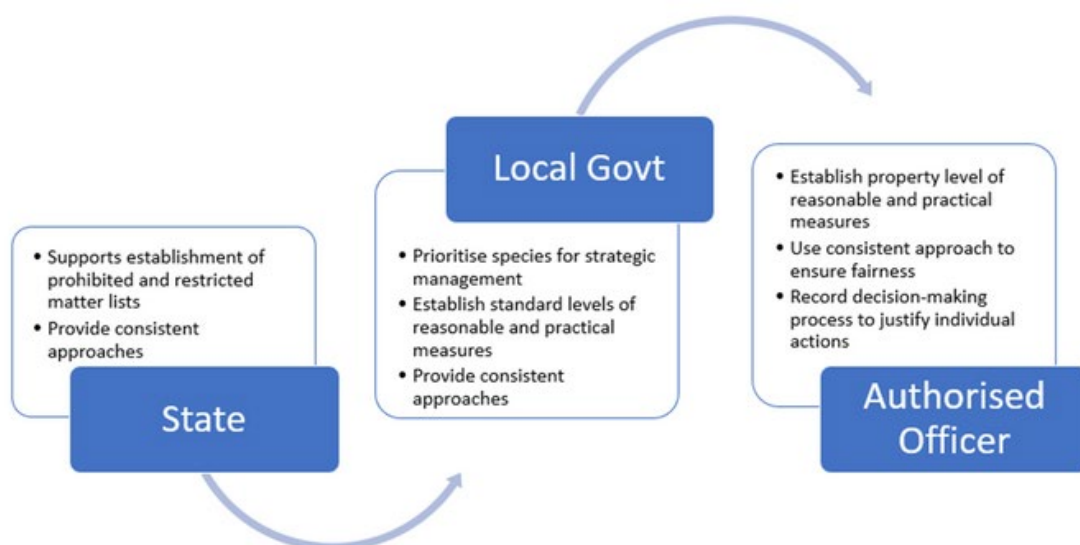 • Supports establishment of
prohibited and restricted
matter lists
• Provide consistent
approaches
State
Local Govt
• Prioritise species for strategic
management
• Establish standard levels of
reasonable and practical
measures
• Provide consistent
approaches
• Establish property level of
reasonable and practical
measures
• Use consistent approach to
ensure fairness
• Record decision-making
process to justify individual
actions
Authorised
Officer